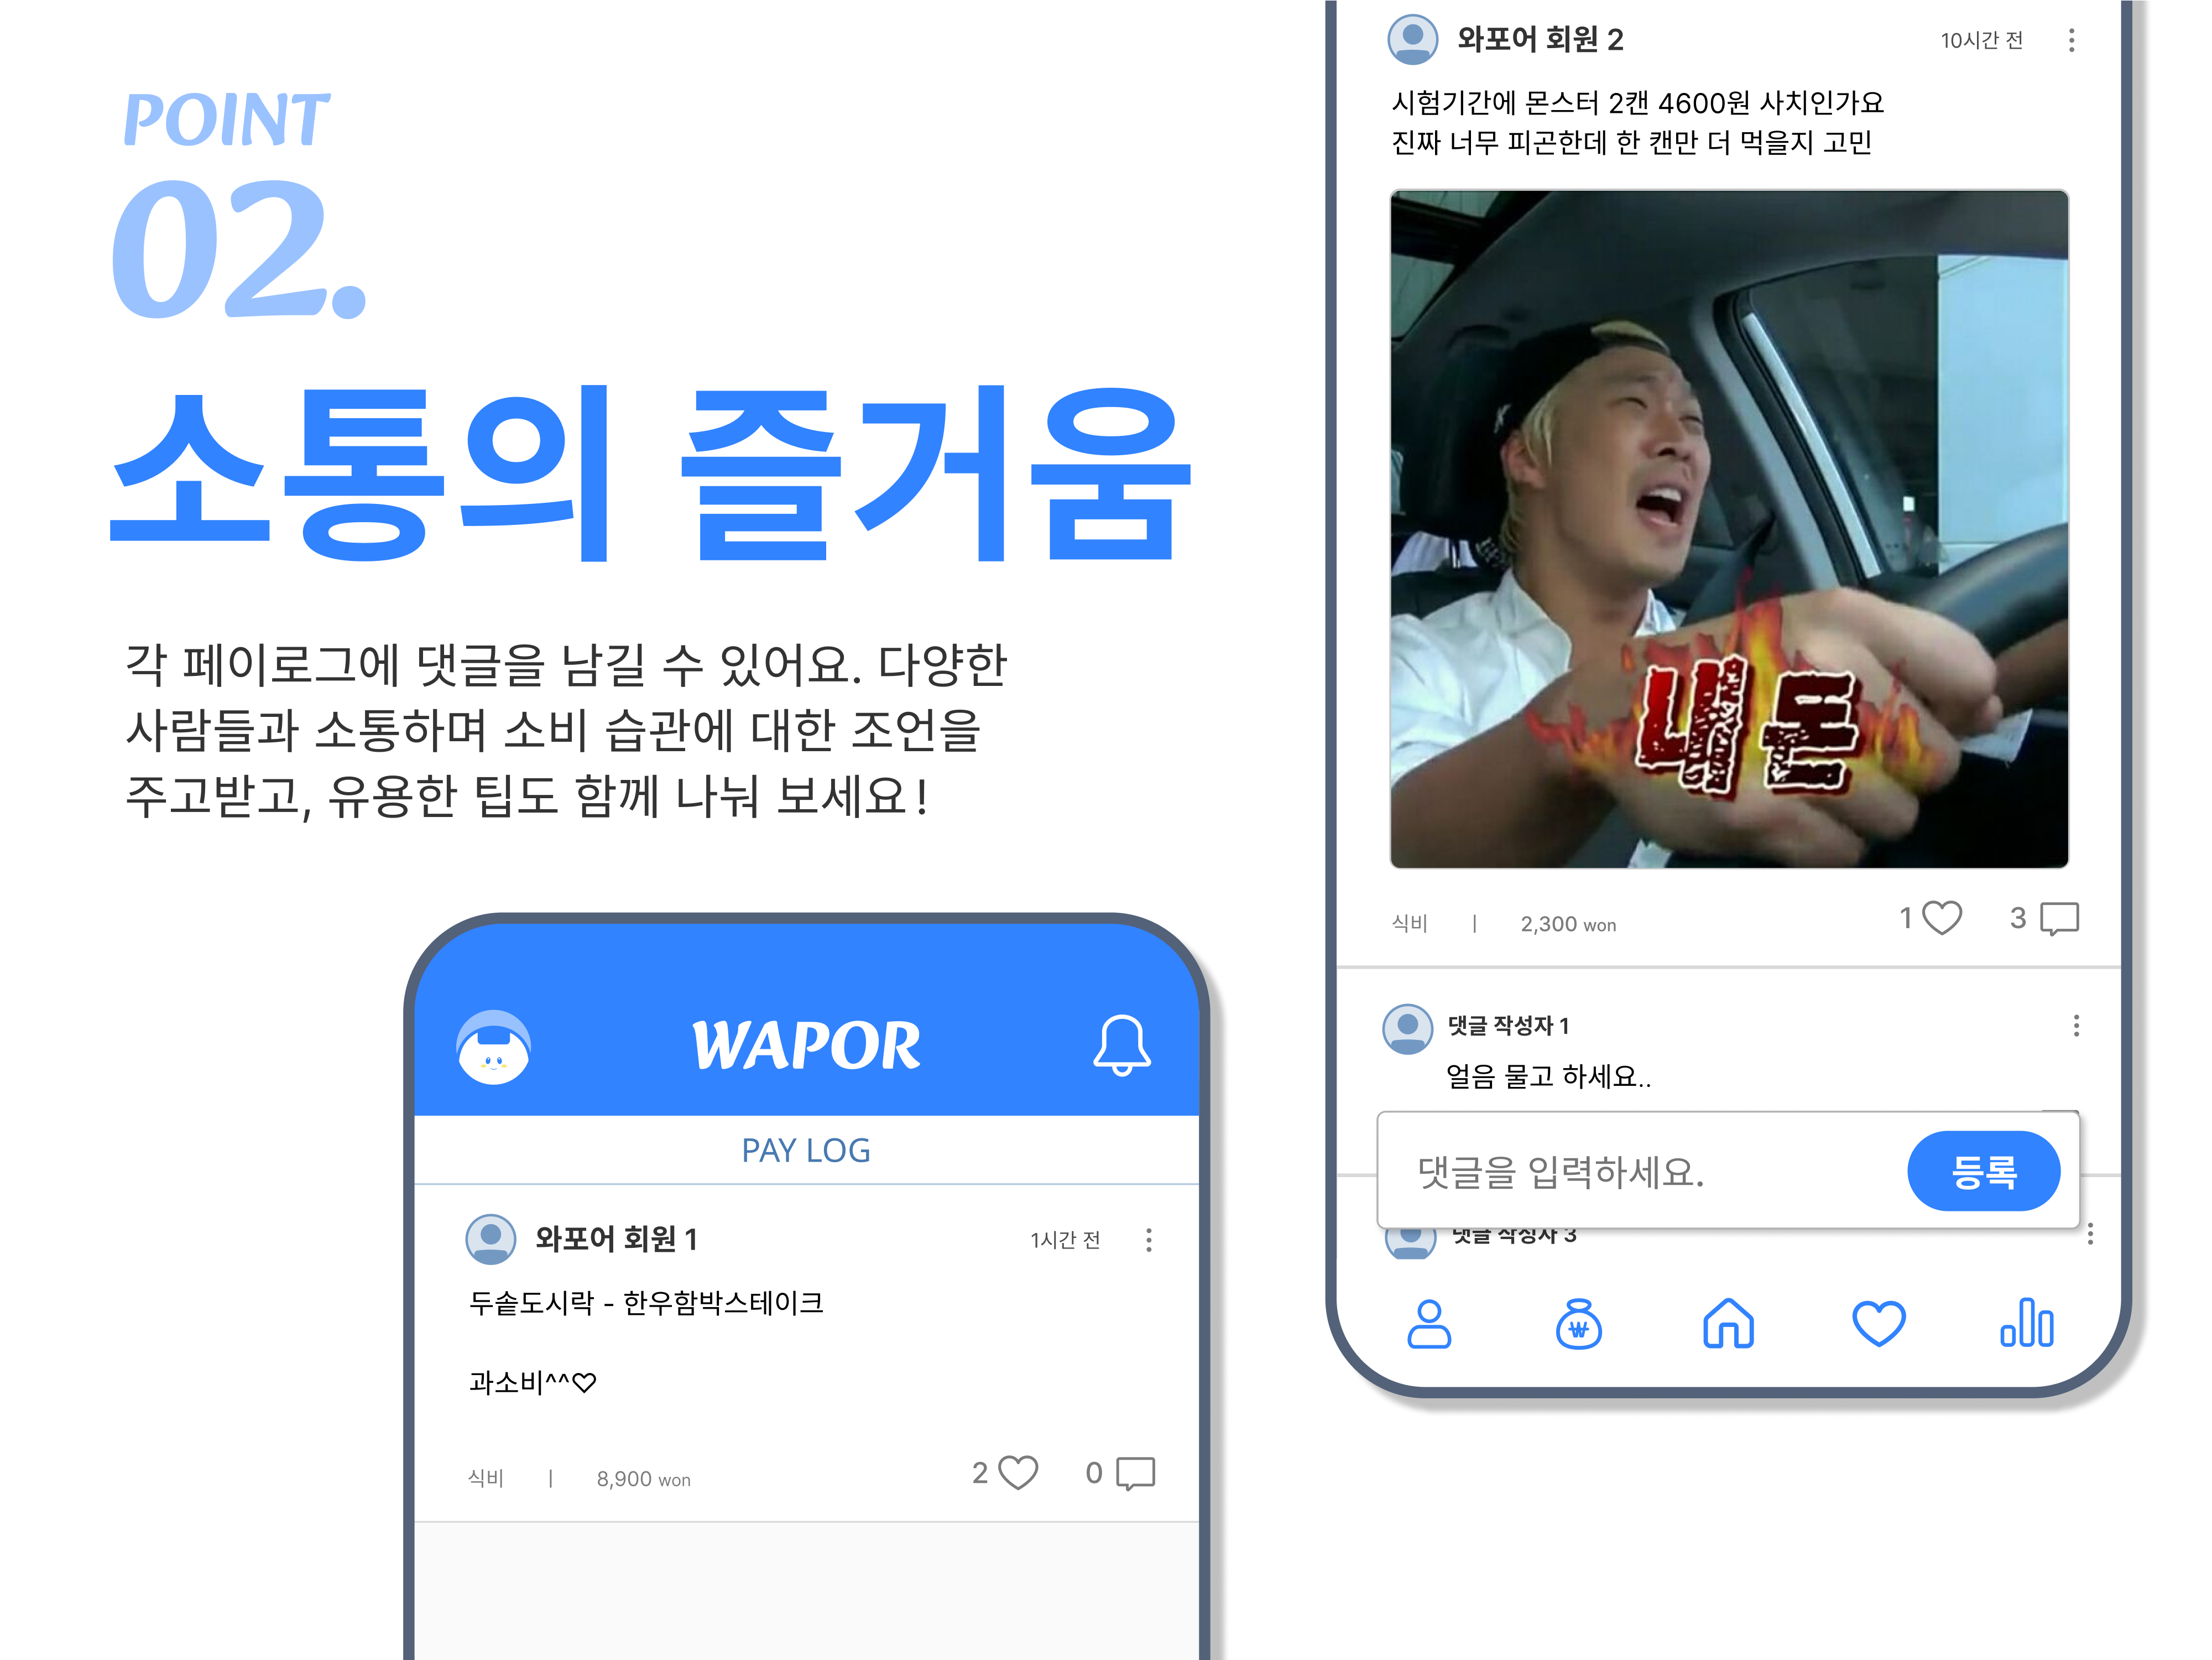 POINT
02.
소통의 즐거움
각 페이로그에 댓글을 남길 수 있어요. 다양한
사람들과 소통하며 소비 습관에 대한 조언을
주고받고, 유용한 팁도 함께 나눠 보세요!
WAPOR
PAY LOG
와포어 회원 1
1시간 전
두솥도시락 - 한우함박스테이크
과소비^^♡
식비 | 8,900 won
2
0
와포어 회원 2
10시간 전
시험기간에 몬스터 2캔 4600원 사치인가요
진짜 너무 피곤한데 한 캔만 더 먹을지 고민
내 돈
식비 | 2,300 won
1
3
댓글 작성자 1
얼음 물고 하세요..
댓글을 입력하세요.
등록
댓글 작성자 3
₩